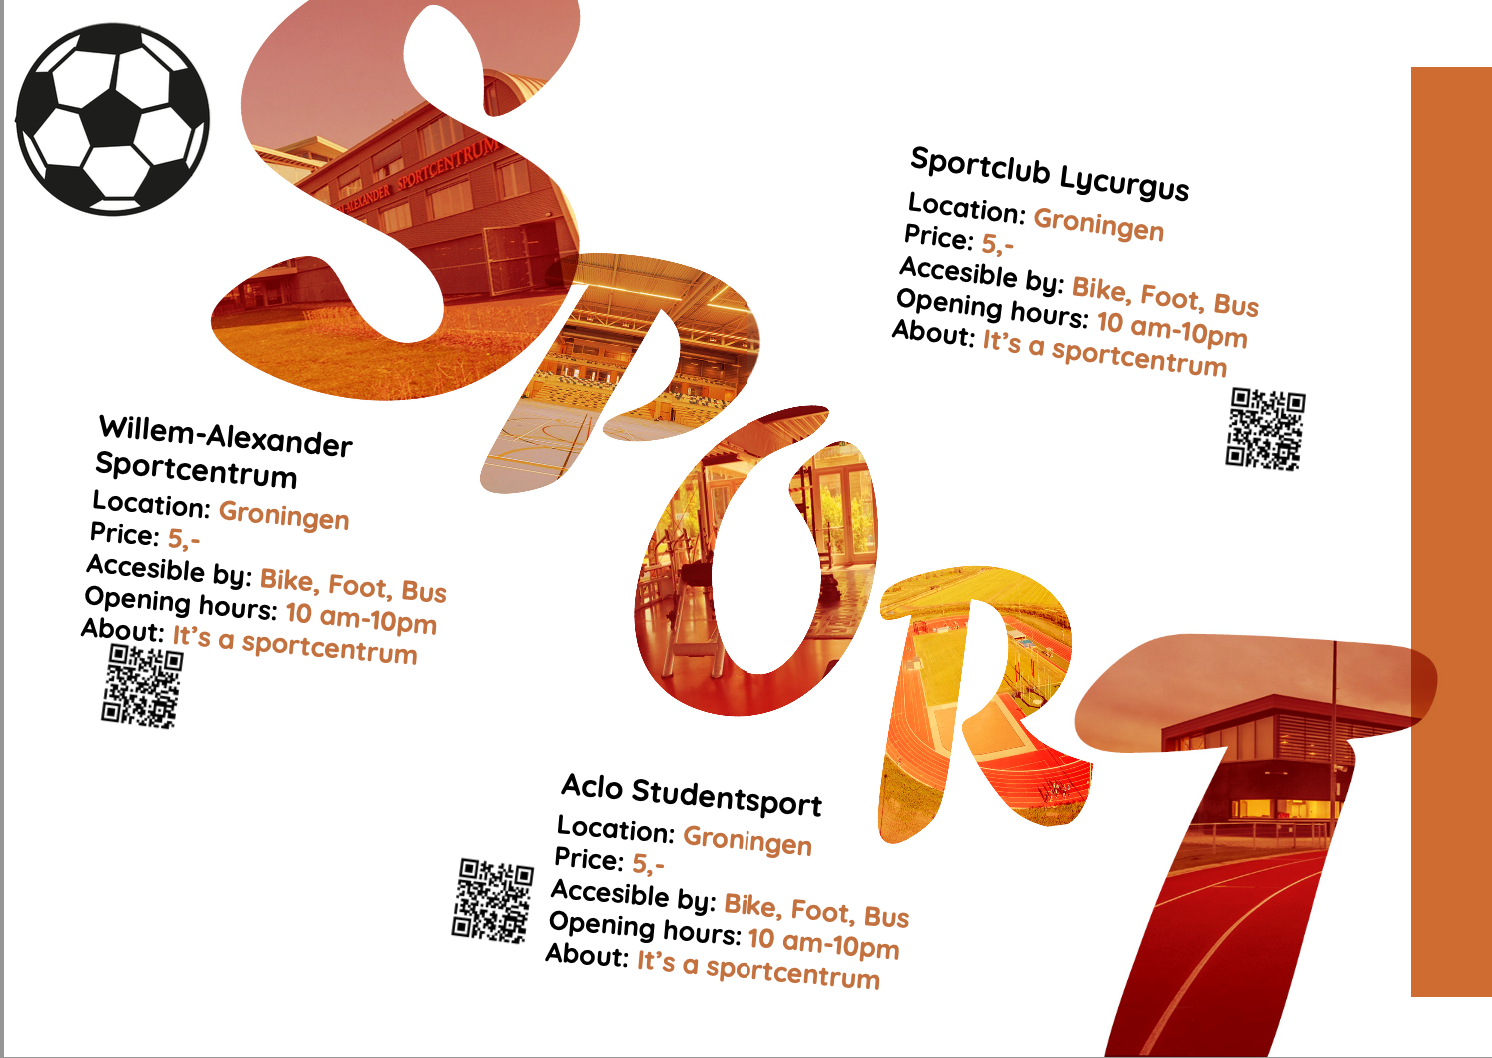 SPORT
ALEXANDER SPORTCENTRUM
Sportclub Lycurgus
Location: Groningen
Price: 5,-
Accesible by: Bike, Foot, Bus
Opening hours: 10 am-10pm
About: It's a sportcentrum
Willem-Alexander
Sportcentrum
Location: Groningen
Price: 5,-
Accesible by: Bike, Foot, Bus
Opening hours: 10 am-10pm
About: It's a sportcentrum
Aclo Studentsport
Location: Groningen
Price: 5,-
Accesible by: Bike, Foot, Bus
Opening hours: 10 am-10pm
About: It's a sportcentrum